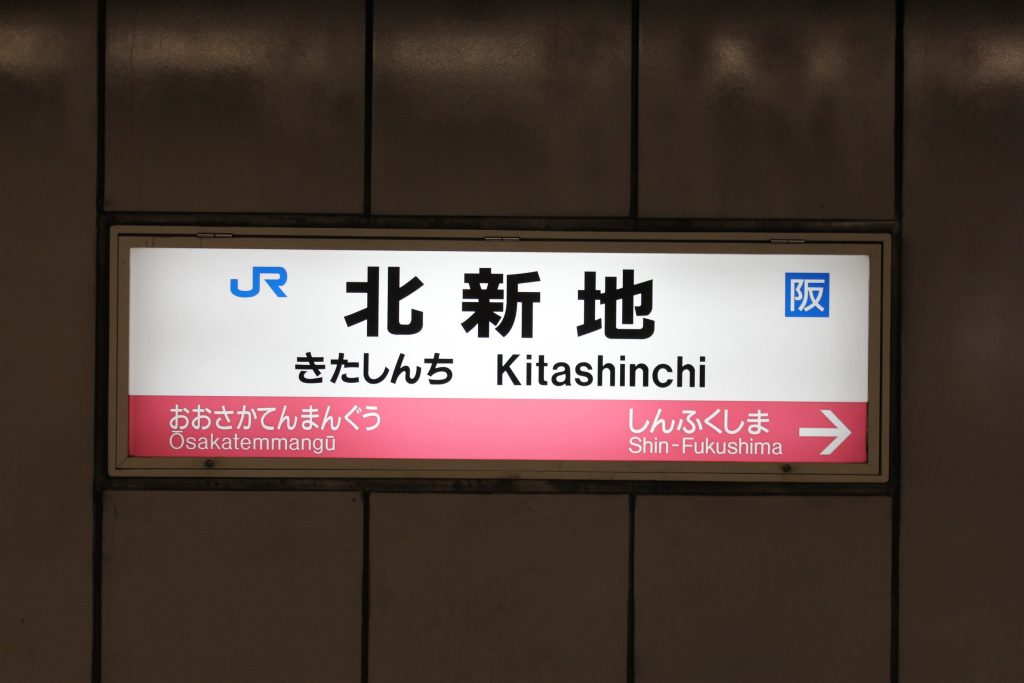 JR 北新地 阪
きたしんち Kitashinchi
おおさかてんまんぐう しんふくしま →
Ōsakatemmangū Shin-Fukushima